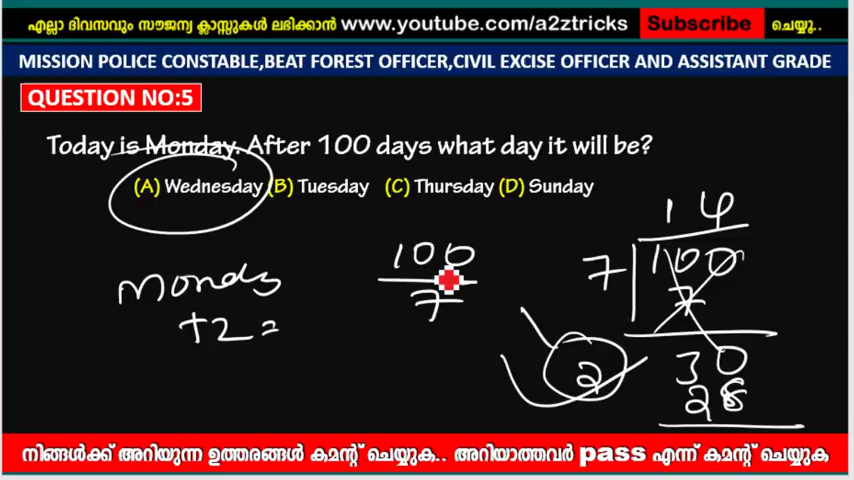 എല്ലാ ദിവസവും സൗജന്യ ക്ലാസ്സുകൾ ലഭിക്കാൻ www.youtube.com/a2ztricks Subscribe ചെയ്യൂ..
MISSION POLICE CONSTABLE,BEAT FOREST OFFICER,CIVIL EXCISE OFFICER AND ASSISTANT GRADE
QUESTION NO:5
Today is Monday. After 100 days what day it will be?
(A) Wednesday (B) Tuesday (C) Thursday (D) Sunday
14
100
7 100
Monday
7
7
+2 =
2
30
28
നിങ്ങൾക്ക് അറിയുന്ന ഉത്തരങ്ങൾ കമന്റ് ചെയ്യുക.. അറിയാത്തവർ pass എന്ന് കമന്റ് ചെയ്യുക